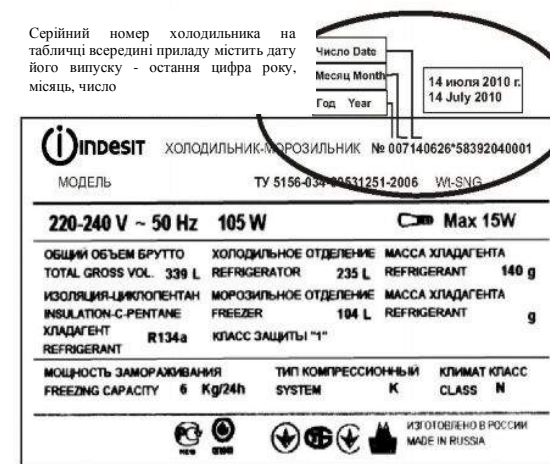 Серійний номер холодильника на
табличці всередині приладу містить дату
його випуску - остання цифра року,
місяць, число
Число Date
Месяц Month
Год Year
14 июля 2010 г.
14 July 2010
indesit ХОЛОДИЛЬНИК-МОРОЗИЛЬНИК № 007140626*58392040001
МОДЕЛЬ ТУ 5156-034-00531251-2006 Wt-SNG
220-240 V ~ 50 Hz 105 W Max 15W
ОБЩИЙ ОБЪЕМ БРУТТО ХОЛОДИЛЬНОЕ ОТДЕЛЕНИЕ МАССА ХЛАДАГЕНТА
TOTAL GROSS VOL. 339 L REFRIGERATOR 235 L REFRIGERANT 140 g
ИЗОЛЯЦИЯ-ЦИКЛОПЕНТАН МОРОЗИЛЬНОЕ ОТДЕЛЕНИЕ МАССА ХЛАДАГЕНТА
INSULATION-C-PENTANE FREEZER 104 L REFRIGERANT g
ХЛАДАГЕНТ R134a КЛАСС ЗАЩИТЫ "1"
REFRIGERANT
МОЩНОСТЬ ЗАМОРАЖИВАНИЯ ТИП КОМПРЕССИОННЫЙ КЛИМАТ КЛАСС
FREEZING CAPACITY 6 Kg/24h SYSTEM K CLASS N
ИЗГОТОВЛЕНО В РОССИИ
MADE IN RUSSIA